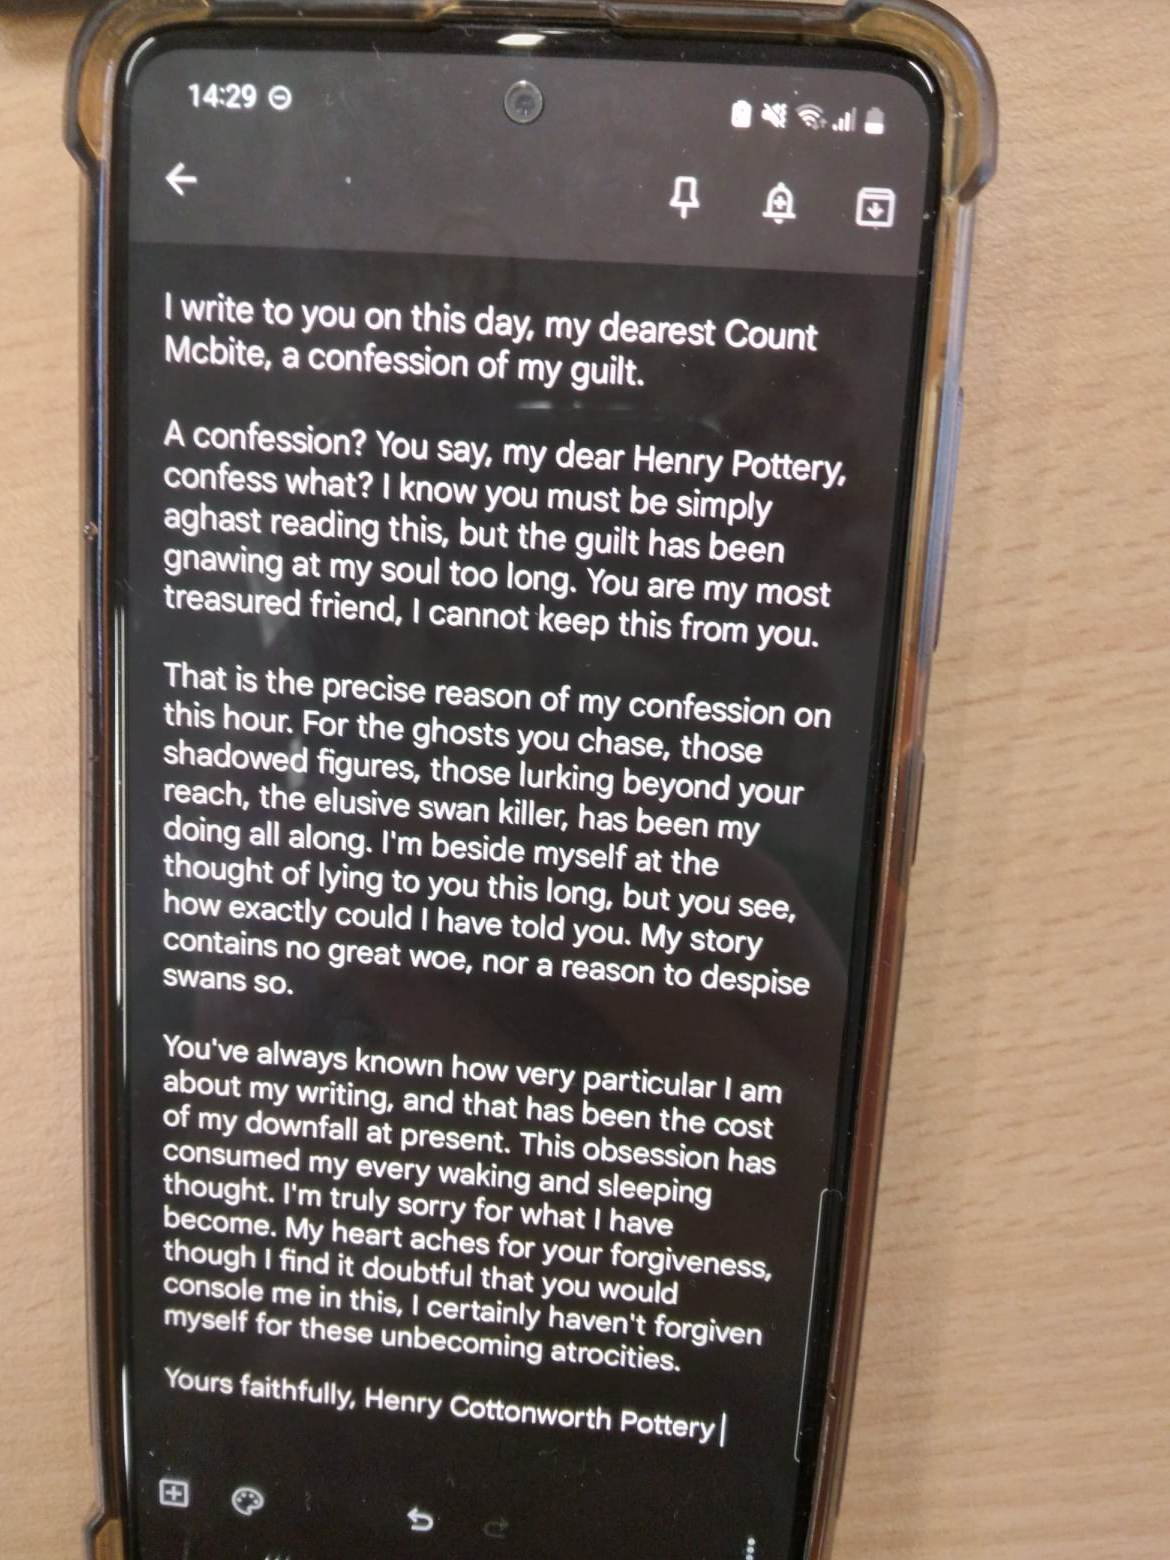 14:29
I write to you on this day, my dearest Count
Mcbite, a confession of my guilt.
A confession? You say, my dear Henry Pottery,
confess what? I know you must be simply
aghast reading this, but the guilt has been
gnawing at my soul too long. You are my most
treasured friend, I cannot keep this from you.
That is the precise reason of my confession on
this hour. For the ghosts you chase, those
shadowed figures, those lurking beyond your
reach, the elusive swan killer, has been my
doing all along. I'm beside myself at the
thought of lying to you this long, but you see,
how exactly could I have told you. My story
contains no great woe, nor a reason to despise
swans so.
You've always known how very particular I am
about my writing, and that has been the cost
of my downfall at present. This obsession has
consumed my every waking and sleeping
thought. I'm truly sorry for what I have
become. My heart aches for your forgiveness,
though I find it doubtful that you would
console me in this, I certainly haven't forgiven
myself for these unbecoming atrocities.
Yours faithfully, Henry Cottonworth Pottery